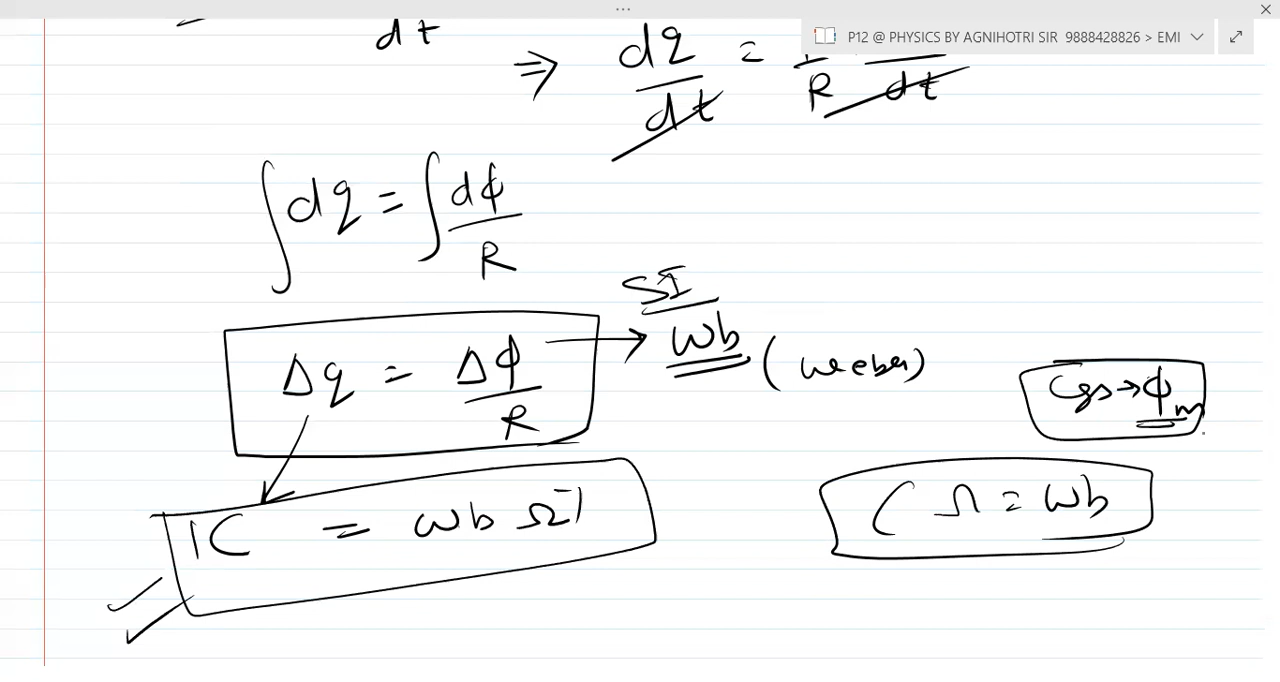 ...
P12 @ PHYSICS BY AGNIHOTRI SIR 9888428826 > EMI
dt
⇒ dq/dt = 1/R dt
∫dq = ∫dϕ/R
SI
Δq = Δϕ/R → Wb (weber)
Cgs → ϕm
1C = Wb Ω⁻¹
C Ω = Wb